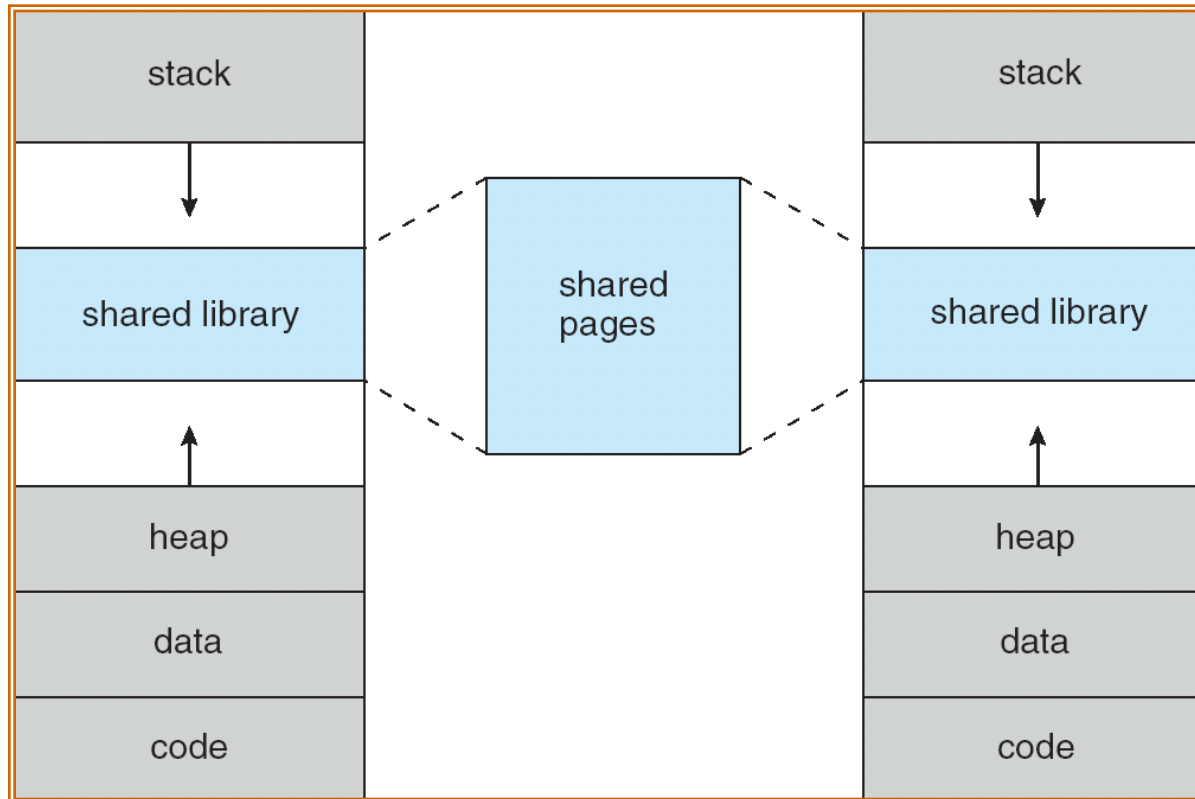 stack
shared library
heap
data
code
shared
pages
stack
shared library
heap
data
code